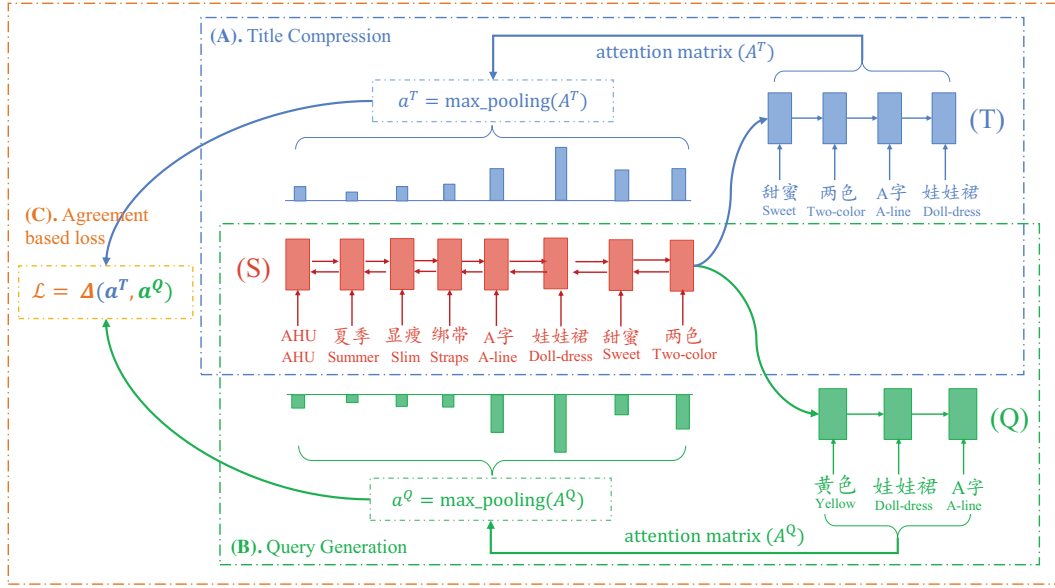 (A). Title Compression
attention matrix (A^T)
a^T = max_pooling(A^T)
(T)
甜蜜 两色 A字 娃娃裙
Sweet Two-color A-line Doll-dress
(C). Agreement
based loss
ℒ = Δ(a^T, a^Q)
(S)
AHU 夏季 显瘦 绑带 A字 娃娃裙 甜蜜 两色
AHU Summer Slim Straps A-line Doll-dress Sweet Two-color
(Q)
黄色 娃娃裙 A字
Yellow Doll-dress A-line
a^Q = max_pooling(A^Q)
attention matrix (A^Q)
(B). Query Generation